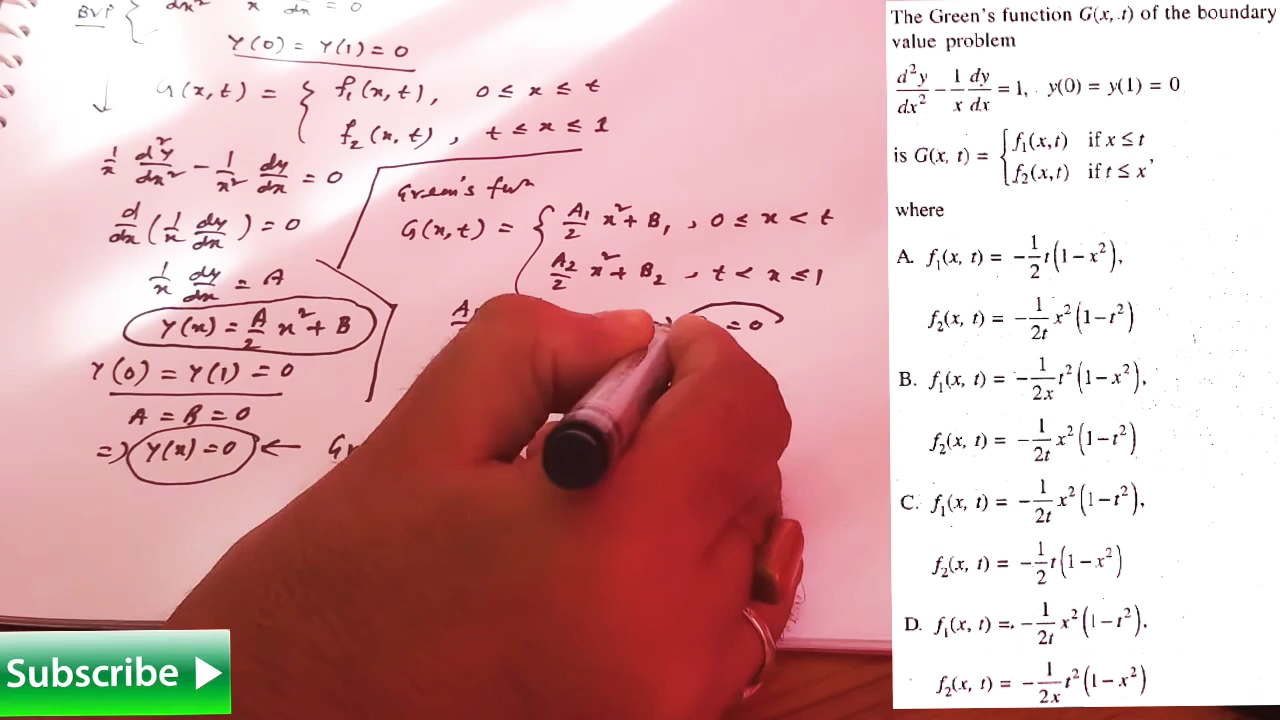 BVP { d²y/dx² x dx = 0
Y(0) = Y(1) = 0
↓ G(x,t) = { f₁(x,t), 0 ≤ x ≤ t
f₂(x,t), t ≤ x ≤ 1
1/x d²y/dx² - 1/x² dy/dx = 0
d/dx (1/x dy/dx) = 0
1/x dy/dx = A
Y(x) = A/2 x² + B
Y(0) = Y(1) = 0
A = B = 0
=) Y(x) = 0 ←
Green's fun
G(x,t) = { A₁/2 x² + B₁, 0 ≤ x < t
A₂/2 x² + B₂, t < x ≤ 1
= 0
Subscribe
The Green's function G(x, t) of the boundary
value problem
d²y/dx² - 1/x dy/dx = 1, y(0) = y(1) = 0
is G(x, t) = { f₁(x,t) if x ≤ t
f₂(x,t) if t ≤ x ,
where
A. f₁(x, t) = -1/2 t(1-x²),
f₂(x, t) = -1/2t x²(1-t²)
B. f₁(x, t) = -1/2x t²(1-x²),
f₂(x, t) = -1/2t x²(1-t²)
C. f₁(x, t) = -1/2t x²(1-t²),
f₂(x, t) = -1/2 t(1-x²)
D. f₁(x, t) = -1/2t x²(1-t²),
f₂(x, t) = -1/2x t²(1-x²)